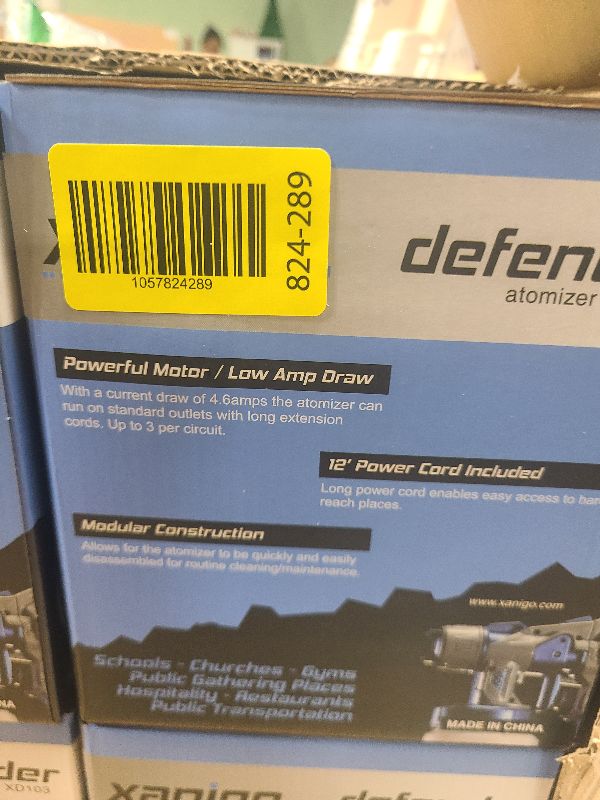 1057824289
824-289
defen
atomizer
Powerful Motor / Low Amp Draw
With a current draw of 4.6amps the atomizer can
run on standard outlets with long extension
cords. Up to 3 per circuit.
12' Power Cord Included
Long power cord enables easy access to har
reach places.
Modular Construction
Allows for the atomizer to be quickly and easily
disassembled for routine cleaning/maintenance.
www.xanigo.com
Schools - Churches - Gyms
Public Gathering Places
Hospitality - Restaurants
Public Transportation
MADE IN CHINA
NA
der
XD103
xanigo